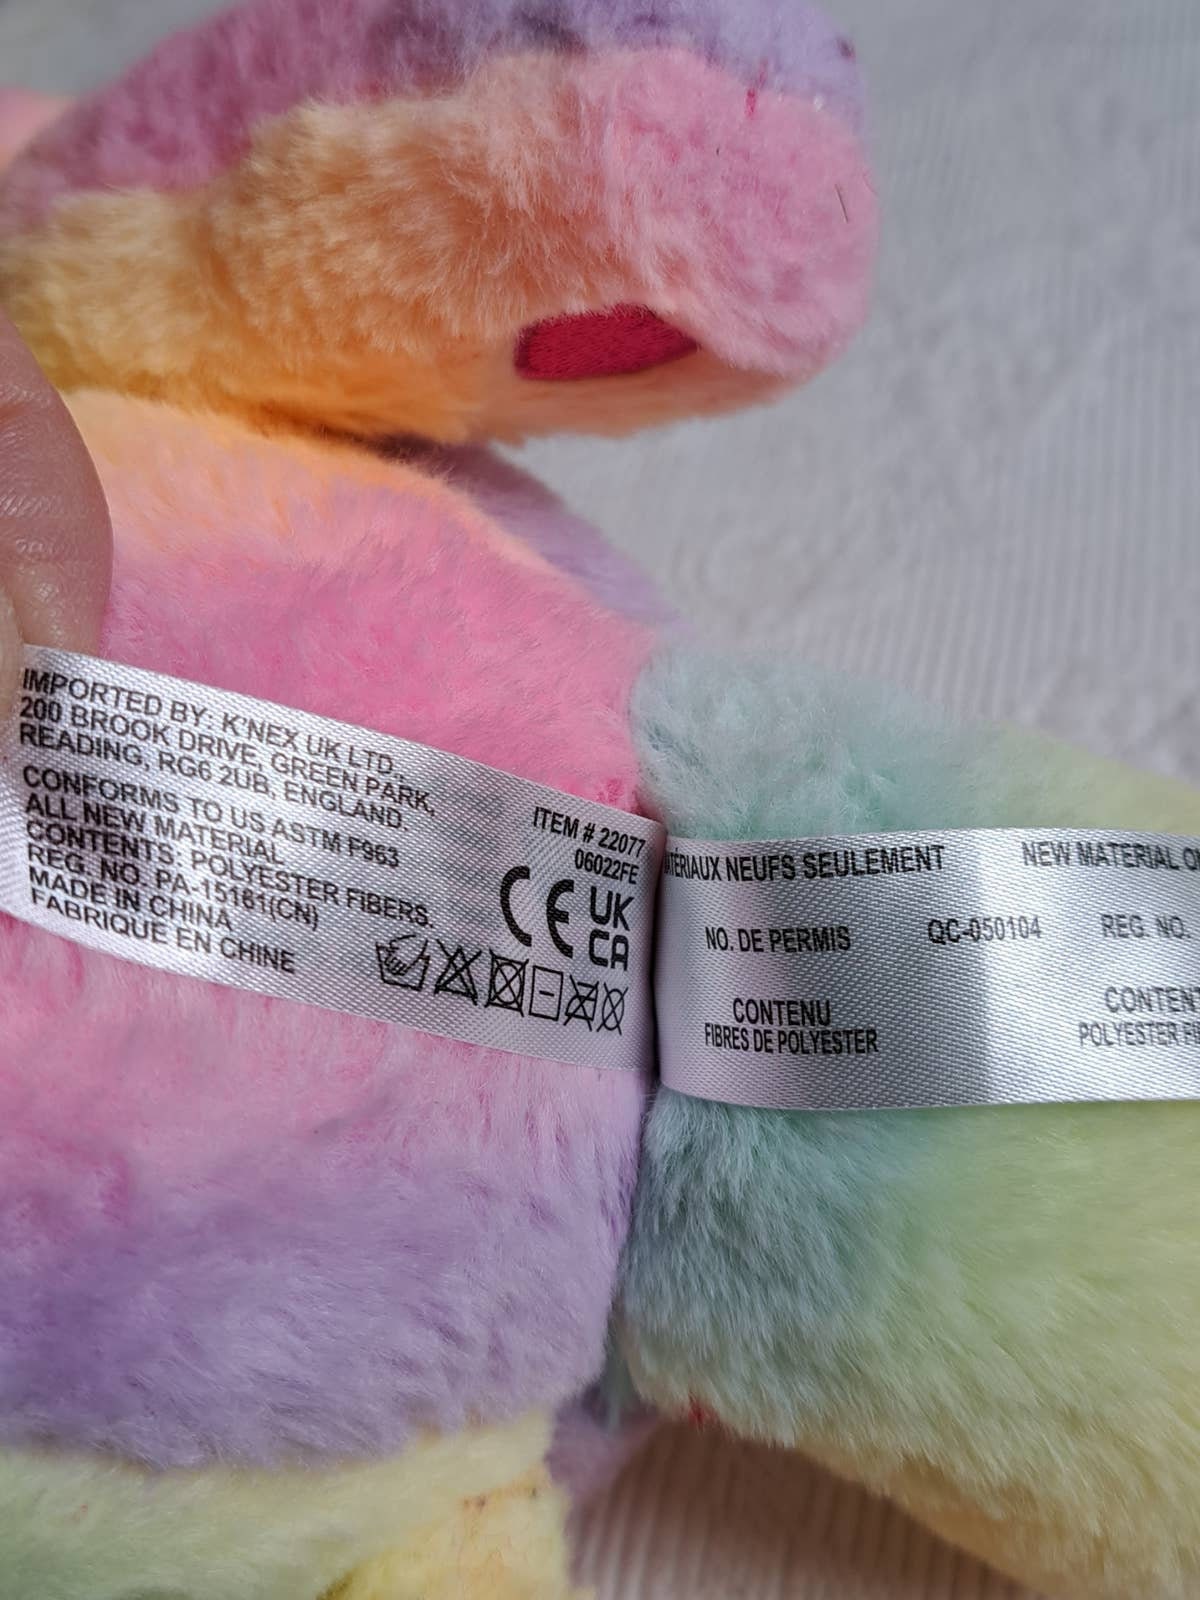 IMPORTED BY: K'NEX UK LTD.,
200 BROOK DRIVE, GREEN PARK,
READING, RG6 2UB, ENGLAND.
CONFORMS TO US ASTM F963
ALL NEW MATERIAL
CONTENTS: POLYESTER FIBERS.
REG. NO. PA-15161(CN)
MADE IN CHINA
FABRIQUE EN CHINE
ITEM # 22077
06022FE
CE
UK
CA
NEUFS SEULEMENT
NEW MATERIAL
NO. DE PERMIS QC-050104 REG. NO.
CONTENU
FIBRES DE POLYESTER
POLYESTER